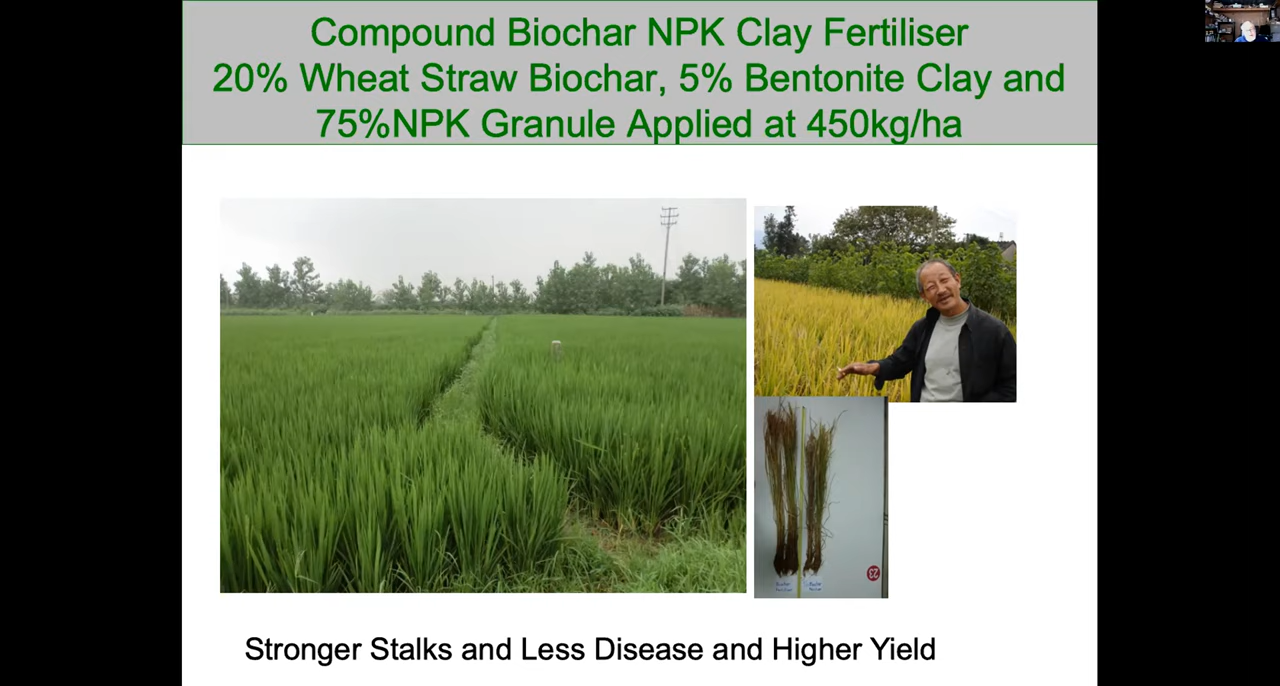 Compound Biochar NPK Clay Fertiliser
20% Wheat Straw Biochar, 5% Bentonite Clay and
75%NPK Granule Applied at 450kg/ha
23
Stronger Stalks and Less Disease and Higher Yield